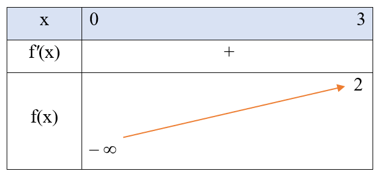 x 0 3
f'(x) +
2
f(x)
– ∞